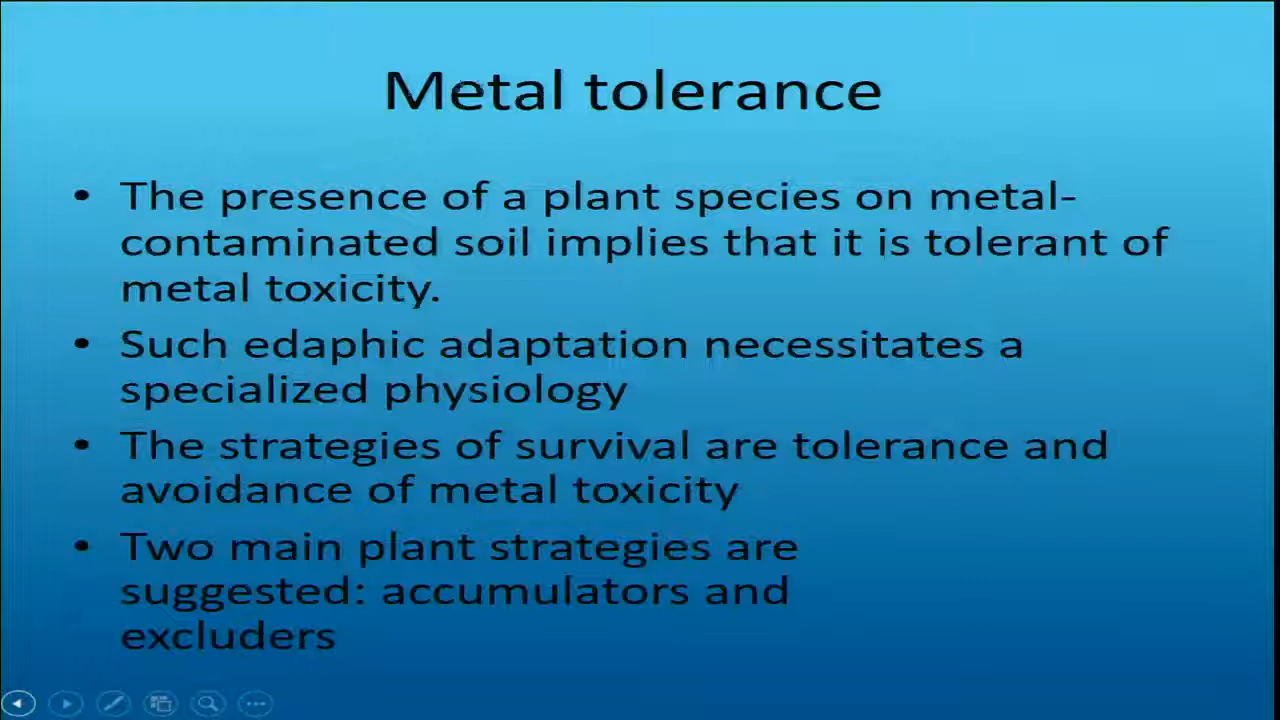 Metal tolerance
• The presence of a plant species on metal-
contaminated soil implies that it is tolerant of
metal toxicity.
• Such edaphic adaptation necessitates a
specialized physiology
• The strategies of survival are tolerance and
avoidance of metal toxicity
• Two main plant strategies are
suggested: accumulators and
excluders